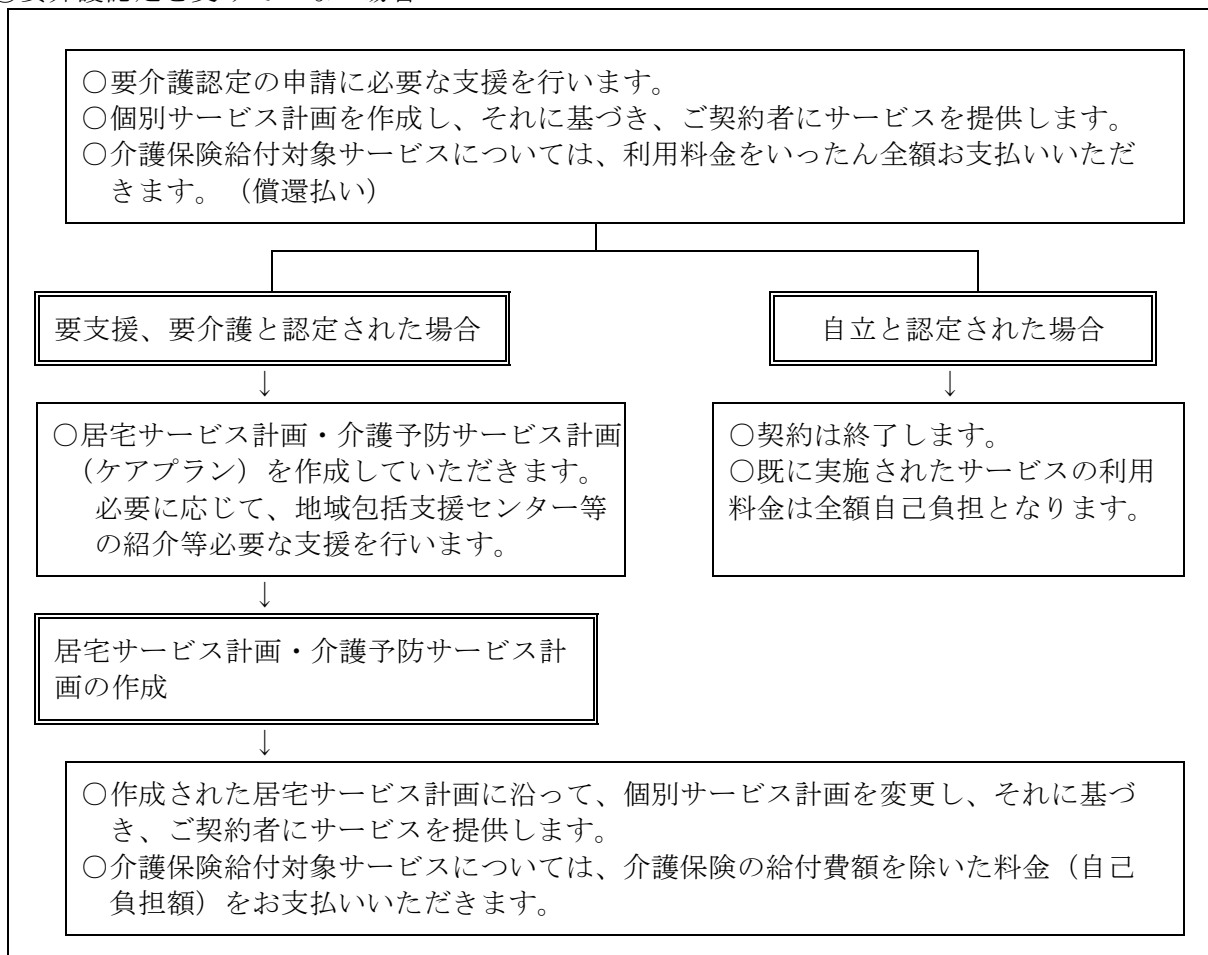 ○要介護認定の申請に必要な支援を行います。
○個別サービス計画を作成し、それに基づき、ご契約者にサービスを提供します。
○介護保険給付対象サービスについては、利用料金をいったん全額お支払いいただ
きます。（償還払い）
要支援、要介護と認定された場合
自立と認定された場合
↓
↓
○居宅サービス計画・介護予防サービス計画
（ケアプラン）を作成していただきます。
必要に応じて、地域包括支援センター等
の紹介等必要な支援を行います。
○契約は終了します。
○既に実施されたサービスの利用
料金は全額自己負担となります。
↓
居宅サービス計画・介護予防サービス計
画の作成
↓
○作成された居宅サービス計画に沿って、個別サービス計画を変更し、それに基づ
き、ご契約者にサービスを提供します。
○介護保険給付対象サービスについては、介護保険の給付費額を除いた料金（自己
負担額）をお支払いいただきます。